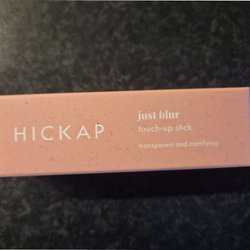 HICKAP
just blur
touch-up stick
transparent and mattifying